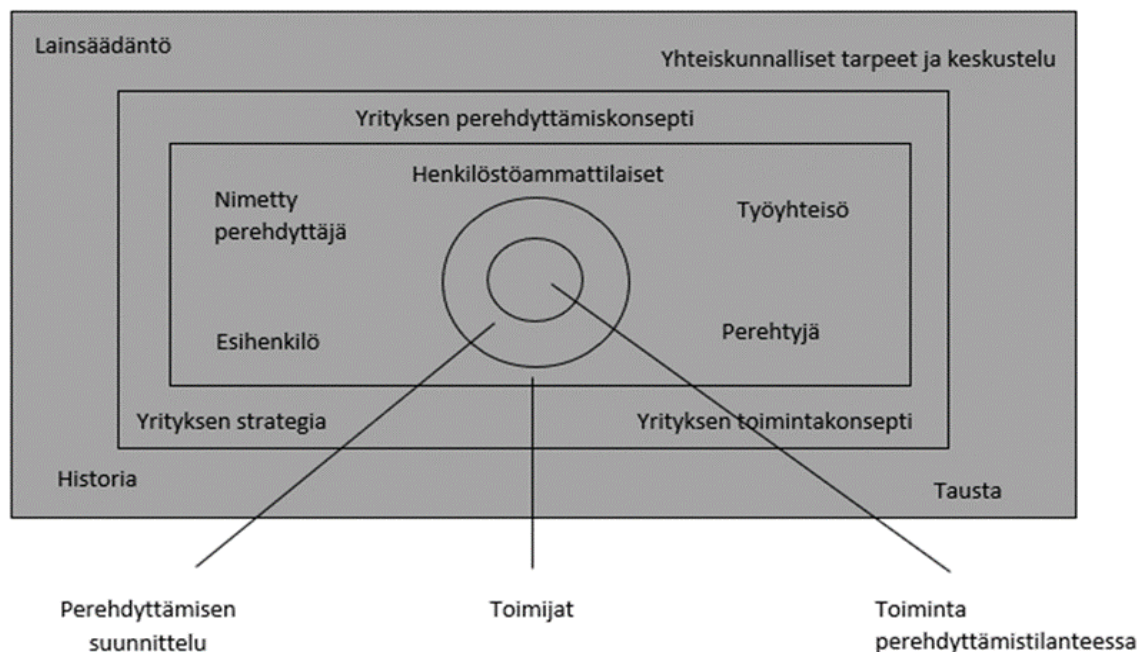 Lainsäädäntö
Yhteiskunnalliset tarpeet ja keskustelu
Yrityksen perehdyttämiskonsepti
Henkilöstöammattilaiset
Nimetty
perehdyttäjä
Työyhteisö
Esihenkilö
Perehtyjä
Yrityksen strategia
Yrityksen toimintakonsepti
Historia
Tausta
Perehdyttämisen
suunnittelu
Toimijat
Toiminta
perehdyttämistilanteessa